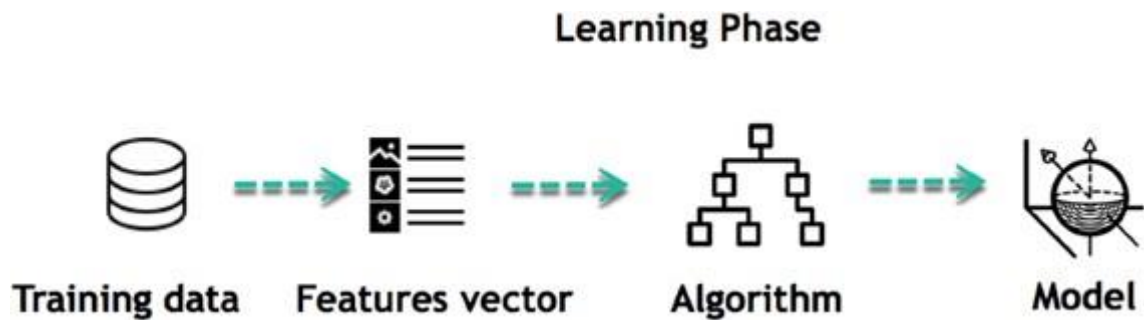 Learning Phase
Training data
Features vector
Algorithm
Model